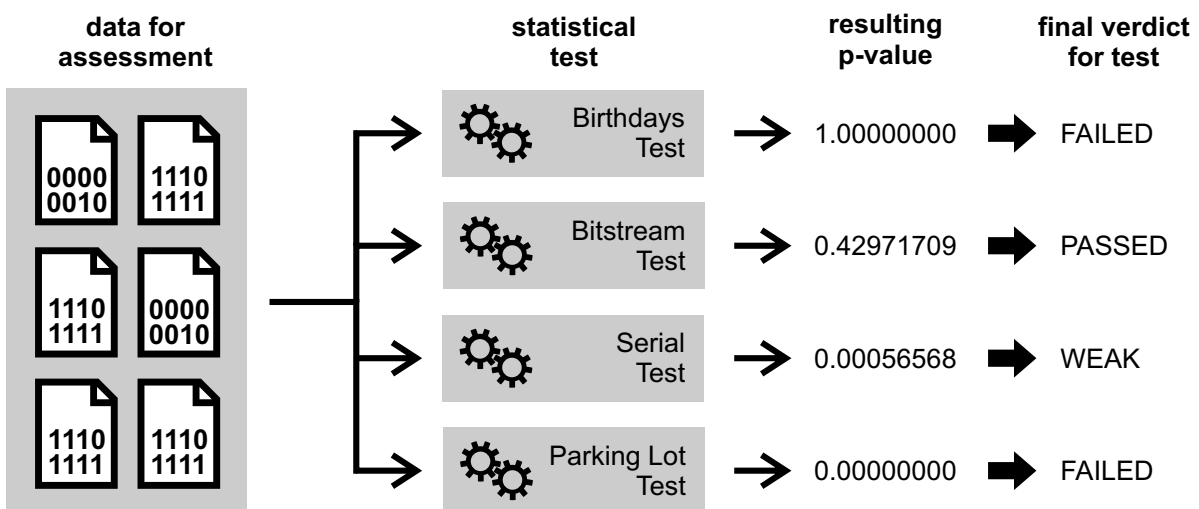 data for
assessment
statistical
test
resulting
p-value
final verdict
for test
0000
0010
1110
1111
1110
1111
0000
0010
1110
1111
1110
1111
Birthdays
Test
1.00000000
FAILED
Bitstream
Test
0.42971709
PASSED
Serial
Test
0.00056568
WEAK
Parking Lot
Test
0.00000000
FAILED